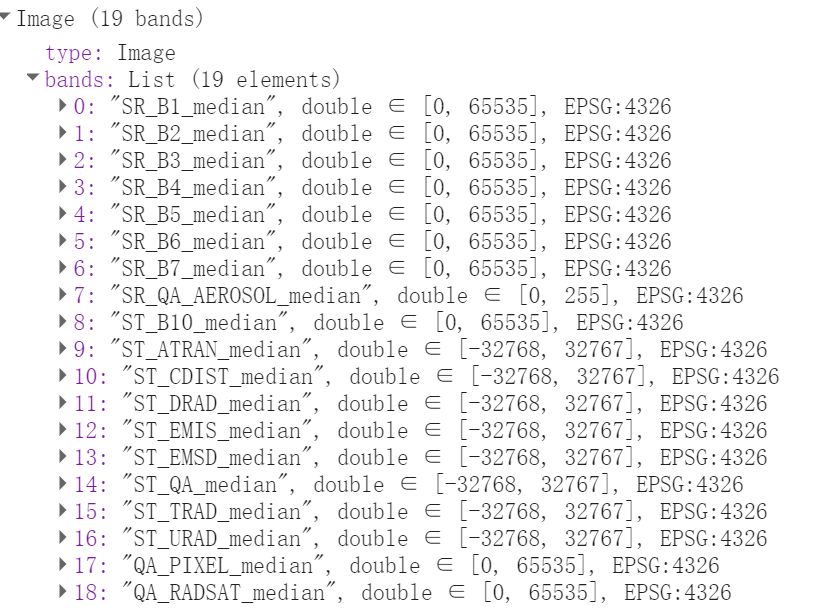 Image (19 bands)
type: Image
bands: List (19 elements)
0: "SR_B1_median", double ∈ [0, 65535], EPSG:4326
1: "SR_B2_median", double ∈ [0, 65535], EPSG:4326
2: "SR_B3_median", double ∈ [0, 65535], EPSG:4326
3: "SR_B4_median", double ∈ [0, 65535], EPSG:4326
4: "SR_B5_median", double ∈ [0, 65535], EPSG:4326
5: "SR_B6_median", double ∈ [0, 65535], EPSG:4326
6: "SR_B7_median", double ∈ [0, 65535], EPSG:4326
7: "SR_QA_AEROSOL_median", double ∈ [0, 255], EPSG:4326
8: "ST_B10_median", double ∈ [0, 65535], EPSG:4326
9: "ST_ATRAN_median", double ∈ [-32768, 32767], EPSG:4326
10: "ST_CDIST_median", double ∈ [-32768, 32767], EPSG:4326
11: "ST_DRAD_median", double ∈ [-32768, 32767], EPSG:4326
12: "ST_EMIS_median", double ∈ [-32768, 32767], EPSG:4326
13: "ST_EMSD_median", double ∈ [-32768, 32767], EPSG:4326
14: "ST_QA_median", double ∈ [-32768, 32767], EPSG:4326
15: "ST_TRAD_median", double ∈ [-32768, 32767], EPSG:4326
16: "ST_URAD_median", double ∈ [-32768, 32767], EPSG:4326
17: "QA_PIXEL_median", double ∈ [0, 65535], EPSG:4326
18: "QA_RADSAT_median", double ∈ [0, 65535], EPSG:4326